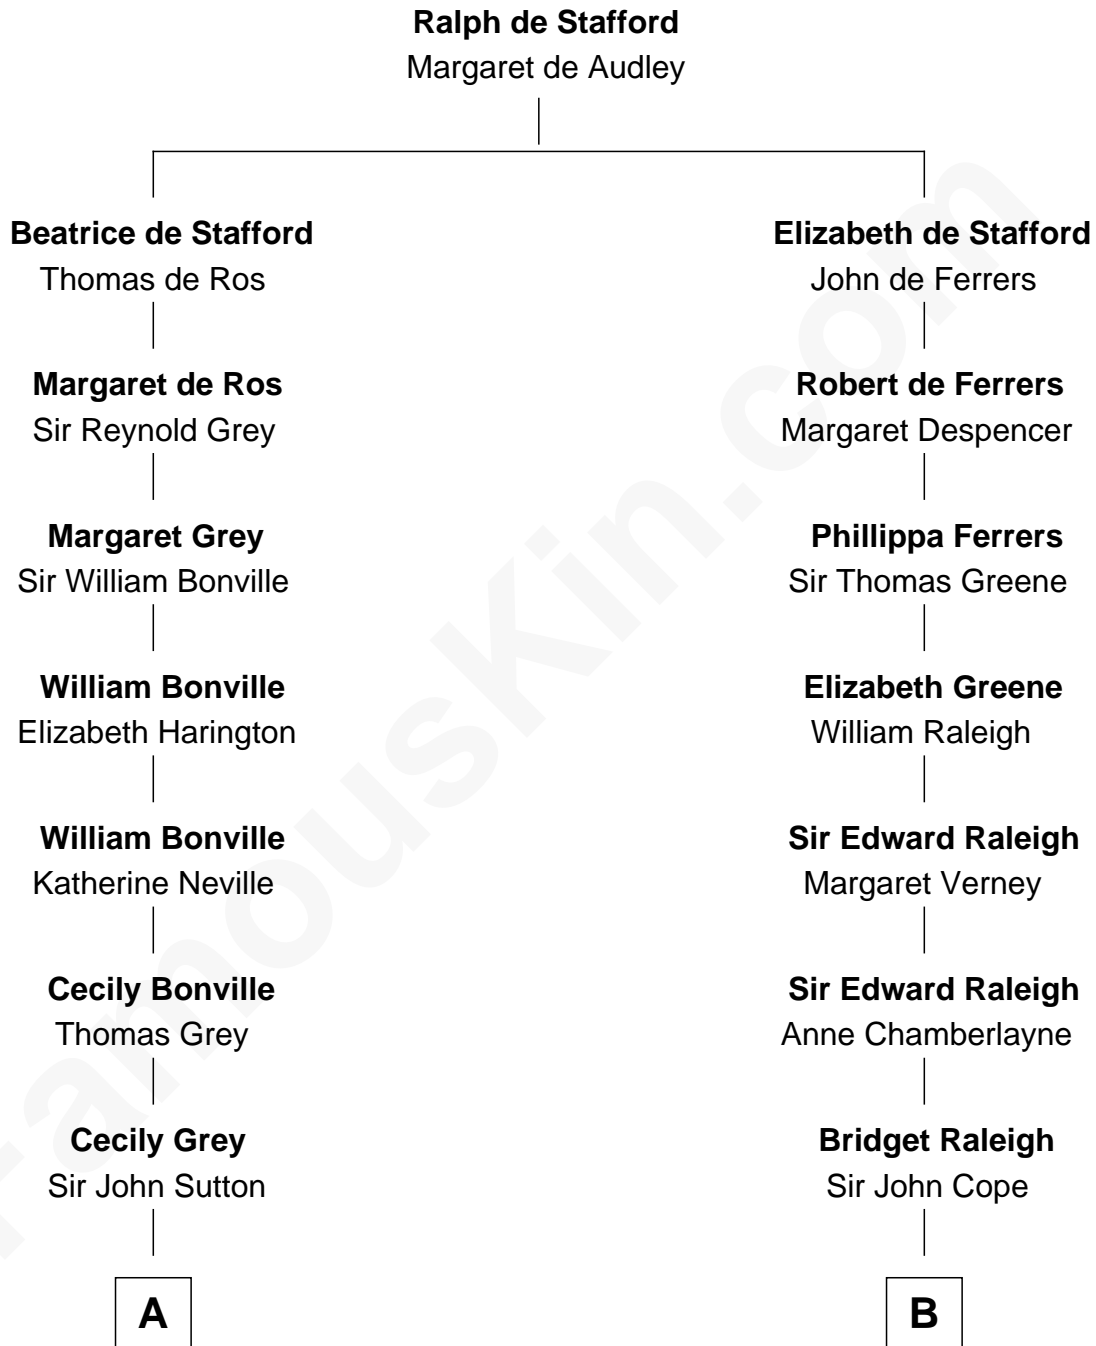 Ralph de Stafford
Margaret de Audley
Beatrice de Stafford
Thomas de Ros
Elizabeth de Stafford
John de Ferrers
Margaret de Ros
Sir Reynold Grey
Robert de Ferrers
Margaret Despencer
Margaret Grey
Sir William Bonville
Phillippa Ferrers
Sir Thomas Greene
William Bonville
Elizabeth Harington
Elizabeth Greene
William Raleigh
William Bonville
Katherine Neville
Sir Edward Raleigh
Margaret Verney
Cecily Bonville
Thomas Grey
Sir Edward Raleigh
Anne Chamberlayne
Cecily Grey
Sir John Sutton
Bridget Raleigh
Sir John Cope
A
B
FamousKin.com